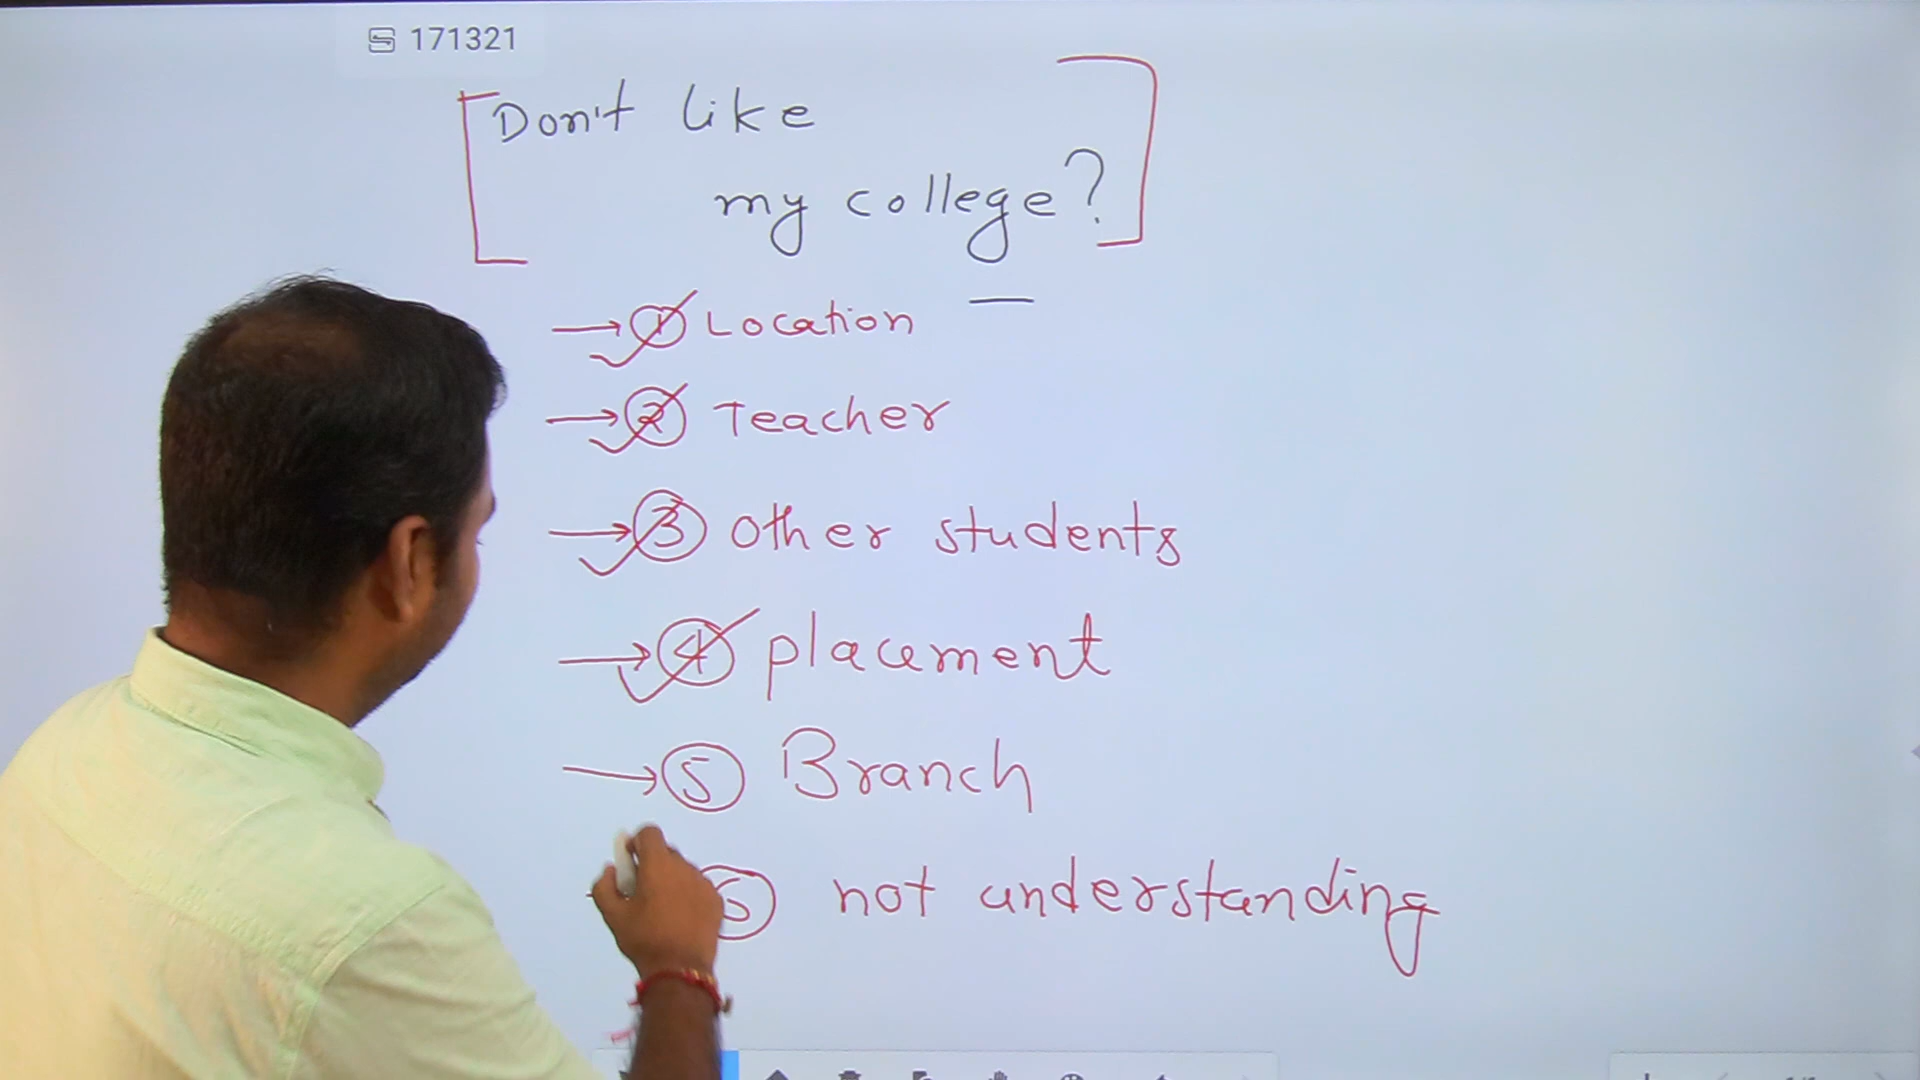 171321
Don't like
my college?
→ 1 Location
→ 2 Teacher
→ 3 Other students
→ 4 placement
→ 5 Branch
6 not understanding